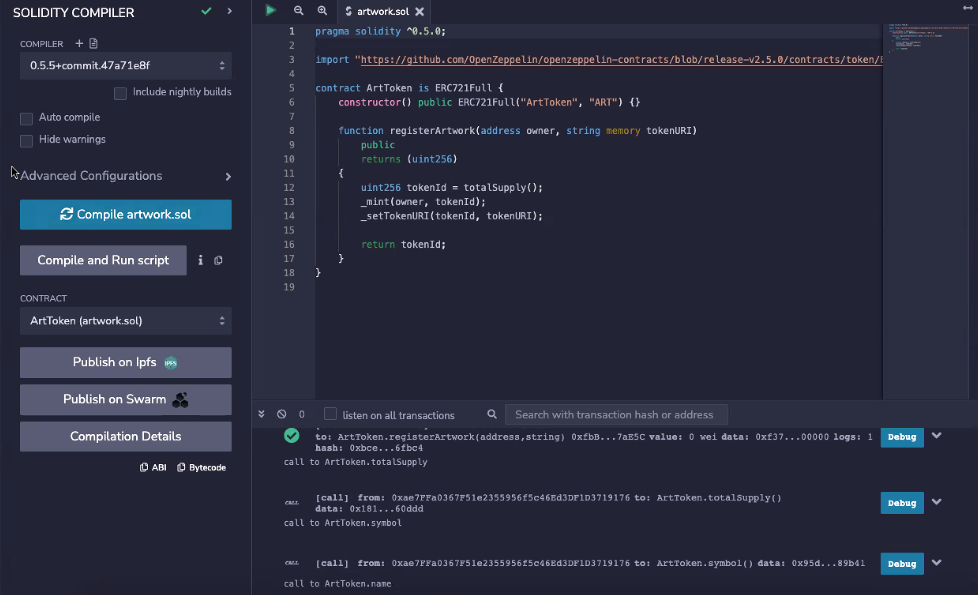 SOLIDITY COMPILER
COMPILER
0.5.5+commit.47a71e8f
Include nightly builds
Auto compile
Hide warnings
Advanced Configurations
Compile artwork.sol
Compile and Run script
CONTRACT
ArtToken (artwork.sol)
Publish on Ipfs IPFS
Publish on Swarm
Compilation Details
ABI Bytecode
artwork.sol
1 pragma solidity ^0.5.0;
2
3 import "https://github.com/OpenZeppelin/openzeppelin-contracts/blob/release-v2.5.0/contracts/token/
4
5 contract ArtToken is ERC721Full {
6 constructor() public ERC721Full("ArtToken", "ART") {}
7
8 function registerArtwork(address owner, string memory tokenURI)
9 public
10 returns (uint256)
11 {
12 uint256 tokenId = totalSupply();
13 _mint(owner, tokenId);
14 _setTokenURI(tokenId, tokenURI);
15
16 return tokenId;
17 }
18 }
19
0 listen on all transactions Search with transaction hash or address
to: ArtToken.registerArtwork(address,string) 0xfbB...7aE5C value: 0 wei data: 0xf37...00000 logs: 1 Debug
hash: 0xbce...6fbc4
call to ArtToken.totalSupply
CALL [call] from: 0xae7FFa0367F51e2355956f5c46Ed3DF1D3719176 to: ArtToken.totalSupply() Debug
data: 0x181...60ddd
call to ArtToken.symbol
CALL [call] from: 0xae7FFa0367F51e2355956f5c46Ed3DF1D3719176 to: ArtToken.symbol() data: 0x95d...89b41 Debug
call to ArtToken.name